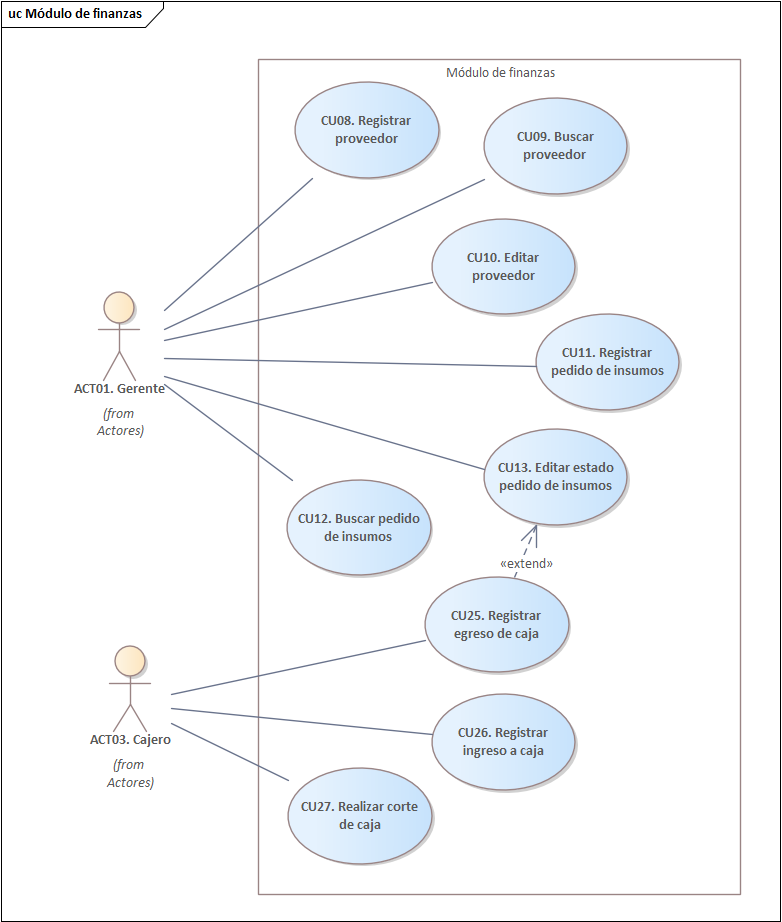 uc Módulo de finanzas
Módulo de finanzas
CU08. Registrar
proveedor
CU09. Buscar
proveedor
CU10. Editar
proveedor
ACT01. Gerente
(from
Actores)
CU11. Registrar
pedido de insumos
CU13. Editar estado
pedido de insumos
CU12. Buscar pedido
de insumos
«extend»
CU25. Registrar
egreso de caja
ACT03. Cajero
(from
Actores)
CU26. Registrar
ingreso a caja
CU27. Realizar corte
de caja